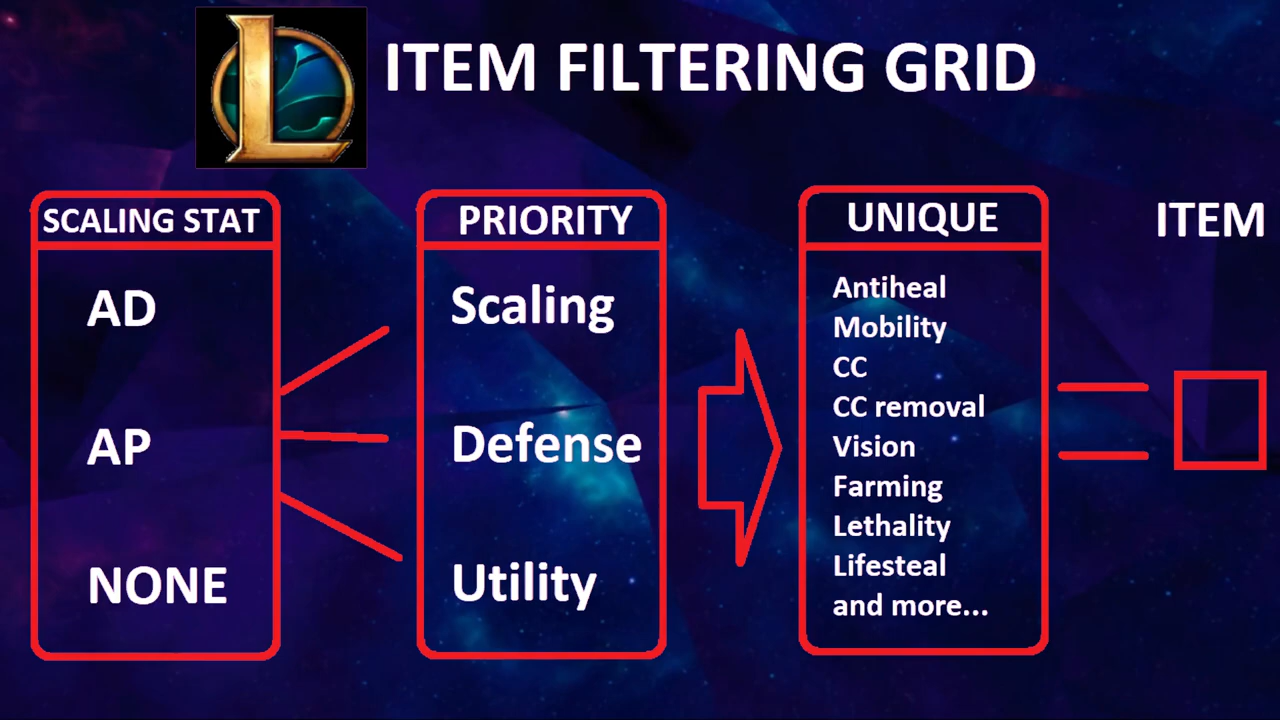 ITEM FILTERING GRID
SCALING STAT
AD
AP
NONE
PRIORITY
Scaling
Defense
Utility
UNIQUE
Antiheal
Mobility
CC
CC removal
Vision
Farming
Lethality
Lifesteal
and more...
ITEM